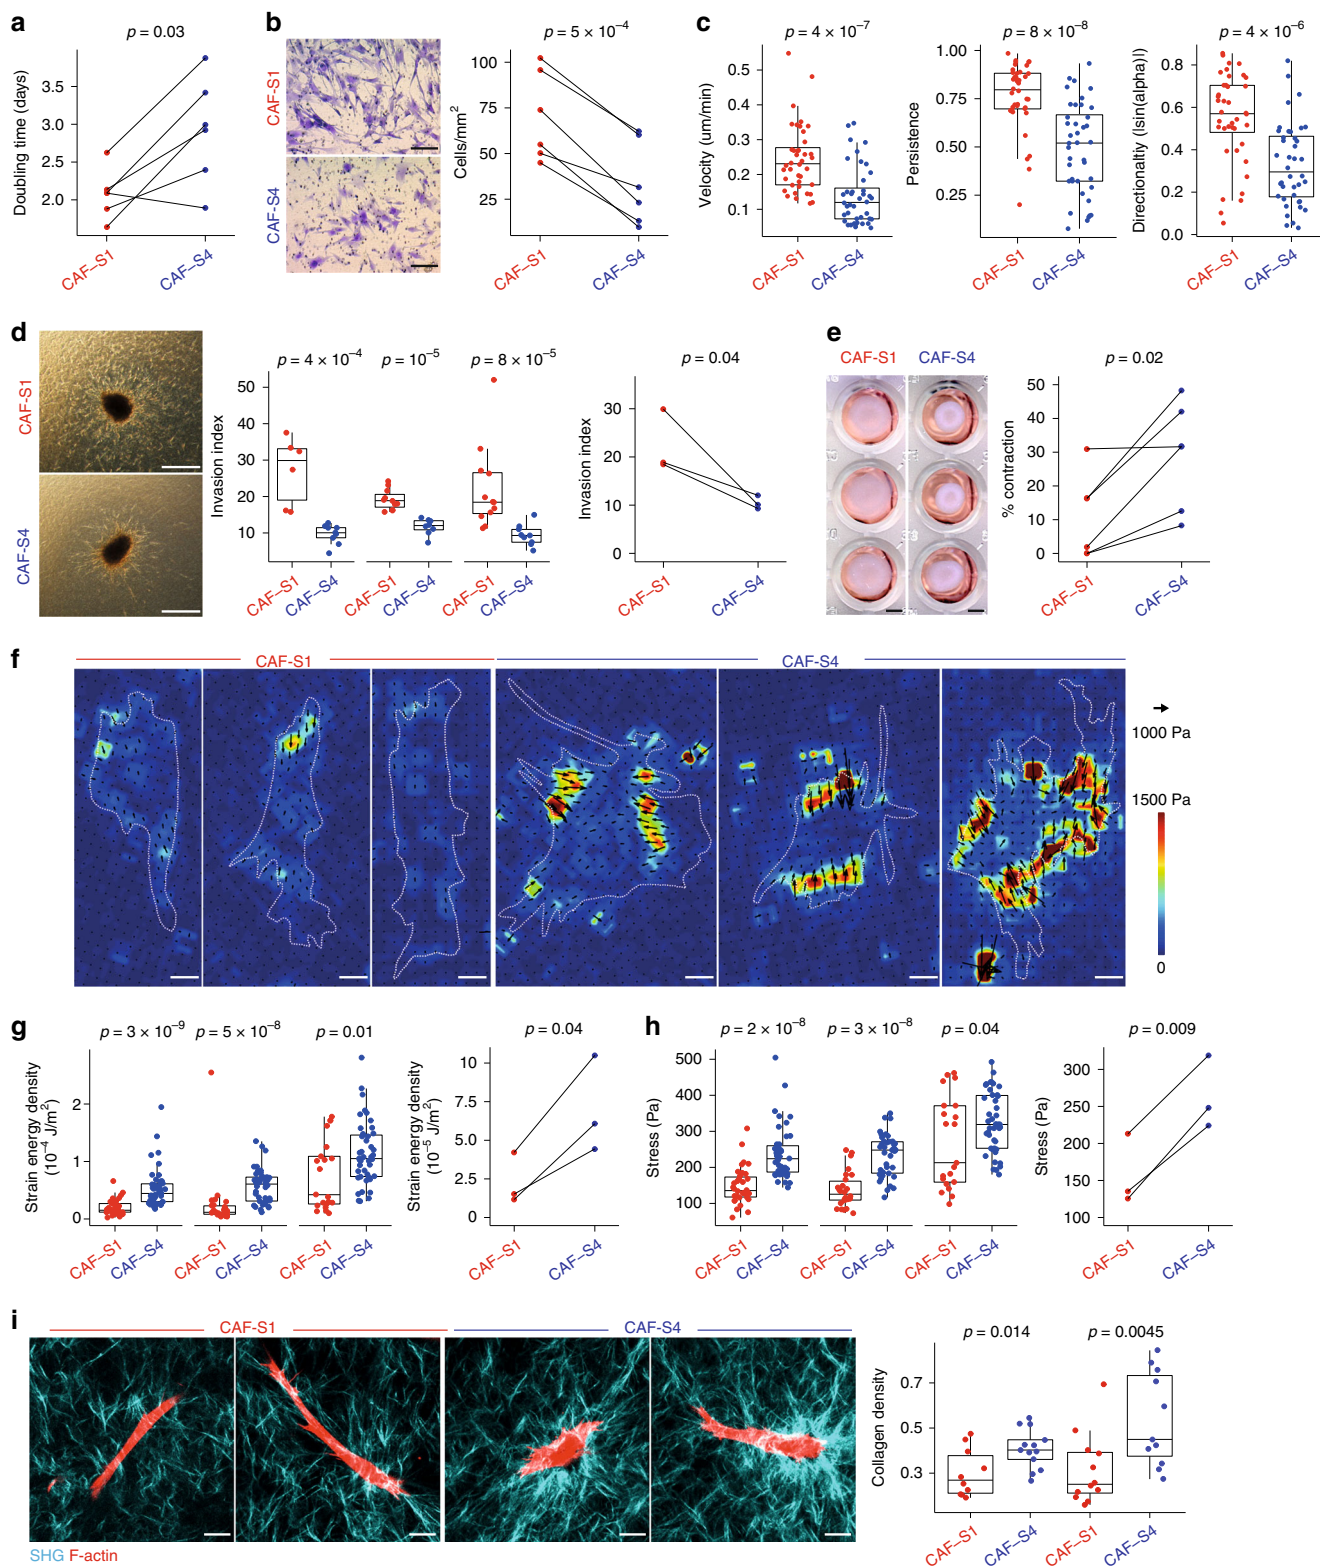 a
p = 0.03
Doubling time (days)
3.5
3.0
2.5
2.0
CAF–S1
CAF–S4
b
CAF-S1
CAF-S4
p = 5 × 10⁻⁴
Cells/mm²
100
75
50
25
CAF–S1
CAF–S4
c
p = 4 × 10⁻⁷
Velocity (um/min)
0.5
0.4
0.3
0.2
0.1
CAF–S1
CAF–S4
p = 8 × 10⁻⁸
Persistence
1.00
0.75
0.50
0.25
CAF–S1
CAF–S4
p = 4 × 10⁻⁶
Directionaltiy (Isin(alpha)I)
0.8
0.6
0.4
0.2
0.0
CAF–S1
CAF–S4
d
CAF-S1
CAF-S4
p = 4 × 10⁻⁴
p = 10⁻⁵
p = 8 × 10⁻⁵
Invasion index
50
40
30
20
10
CAF–S1
CAF–S4
CAF–S1
CAF–S4
CAF–S1
CAF–S4
p = 0.04
Invasion index
30
20
10
0
CAF–S1
CAF–S4
e
CAF-S1
CAF-S4
p = 0.02
% contraction
50
40
30
20
10
0
CAF–S1
CAF–S4
f
CAF-S1
CAF-S4
1000 Pa
1500 Pa
0
g
p = 3 × 10⁻⁹
p = 5 × 10⁻⁸
p = 0.01
Strain energy density
(10⁻⁴ J/m²)
2
1
0
CAF–S1
CAF–S4
CAF–S1
CAF–S4
CAF–S1
CAF–S4
p = 0.04
Strain energy density
(10⁻⁵ J/m²)
10
7.5
5.0
2.5
0
CAF–S1
CAF–S4
h
p = 2 × 10⁻⁸
p = 3 × 10⁻⁸
p = 0.04
Stress (Pa)
500
400
300
200
100
CAF–S1
CAF–S4
CAF–S1
CAF–S4
CAF–S1
CAF–S4
p = 0.009
Stress (Pa)
300
250
200
150
100
CAF–S1
CAF–S4
i
CAF-S1
CAF-S4
SHG F-actin
p = 0.014
p = 0.0045
Collagen density
0.7
0.5
0.3
CAF–S1
CAF–S4
CAF–S1
CAF–S4